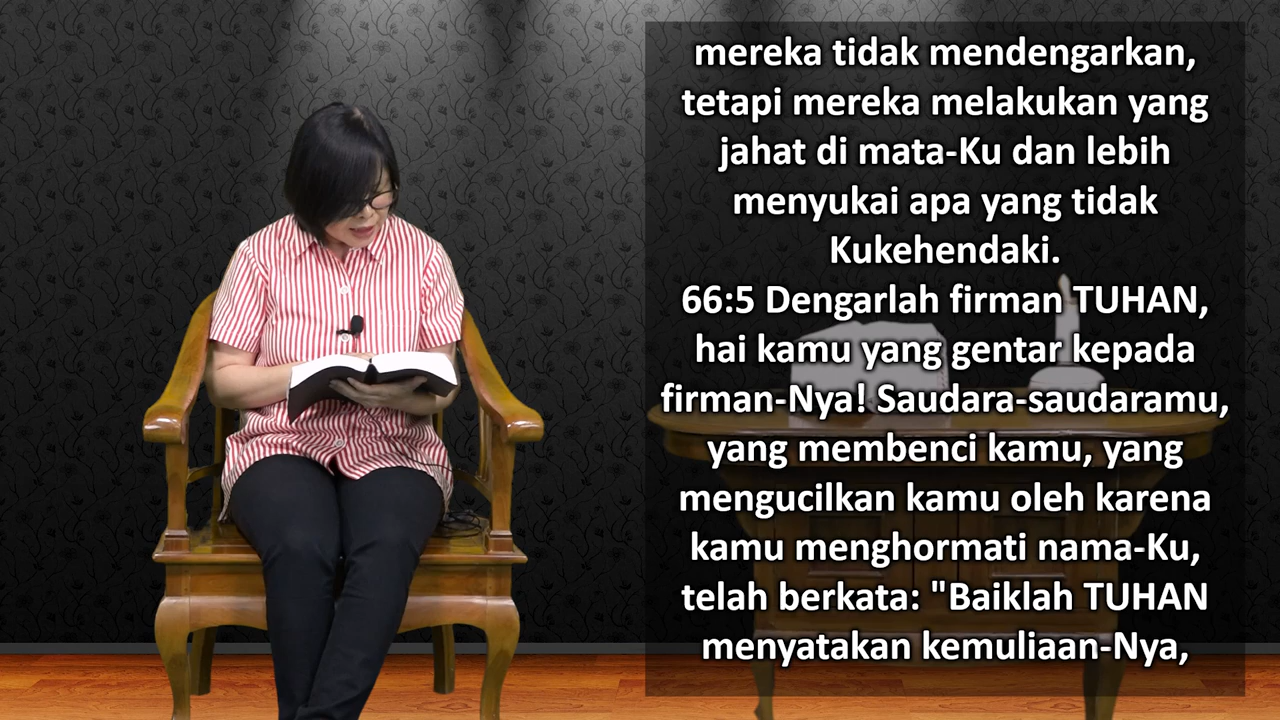 mereka tidak mendengarkan,
tetapi mereka melakukan yang
jahat di mata-Ku dan lebih
menyukai apa yang tidak
Kukehendaki.
66:5 Dengarlah firman TUHAN,
hai kamu yang gentar kepada
firman-Nya! Saudara-saudaramu,
yang membenci kamu, yang
mengucilkan kamu oleh karena
kamu menghormati nama-Ku,
telah berkata: "Baiklah TUHAN
menyatakan kemuliaan-Nya,